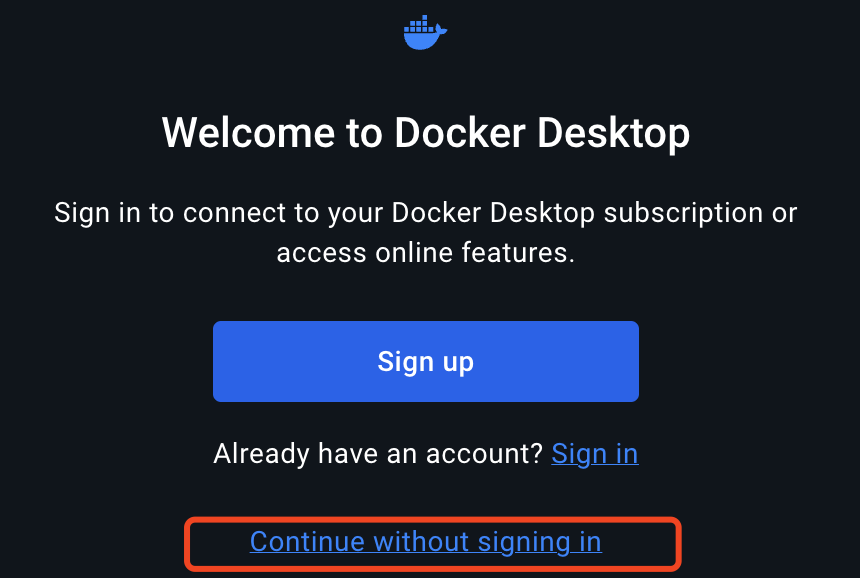 Welcome to Docker Desktop
Sign in to connect to your Docker Desktop subscription or
access online features.
Sign up
Already have an account? Sign in
Continue without signing in